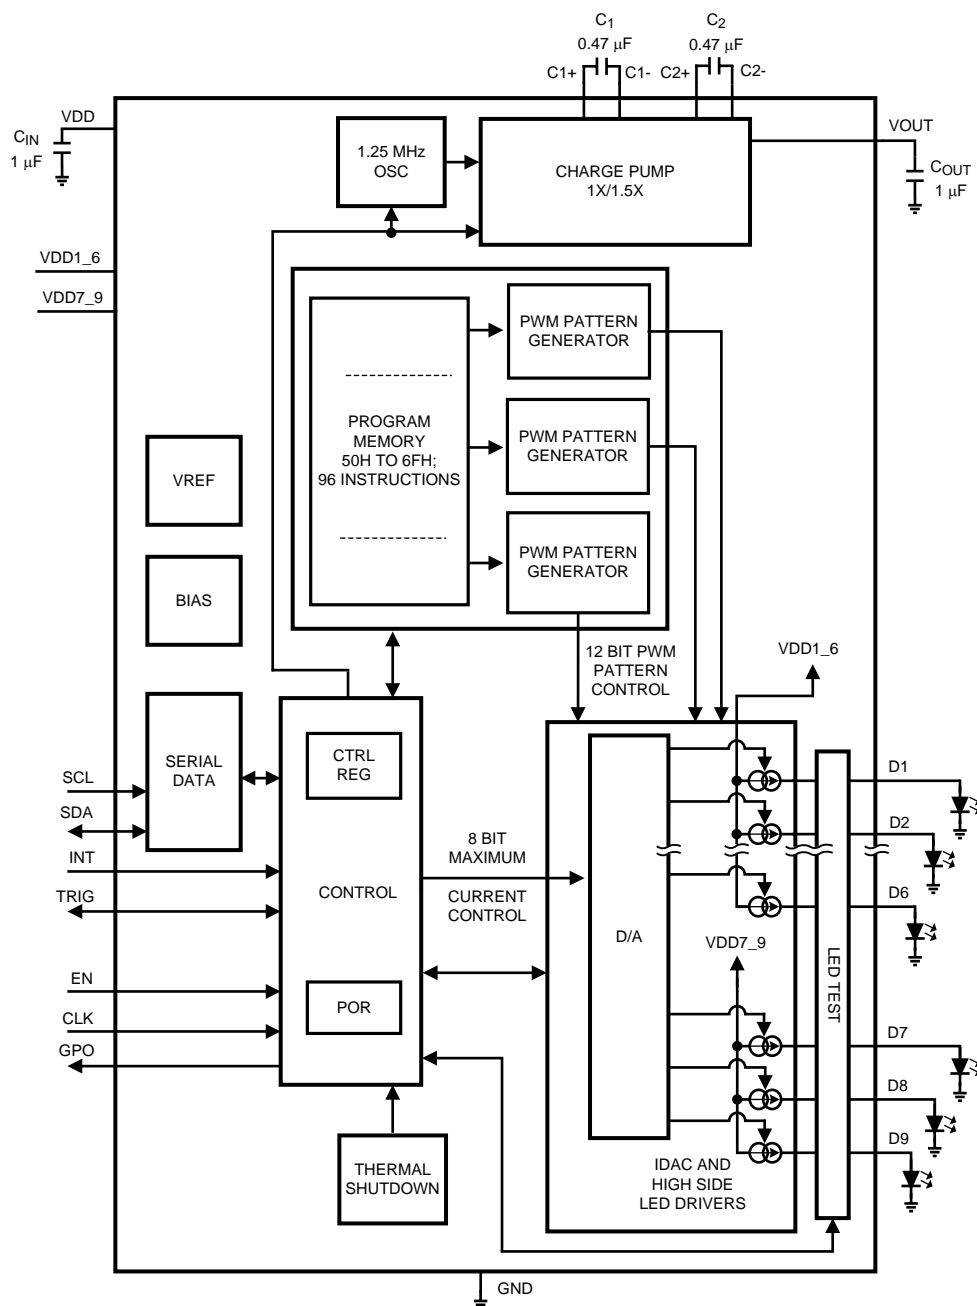 C1
0.47 µF
C2
0.47 µF
C1+
C1-
C2+
C2-
VDD
CIN
1 µF
VOUT
COUT
1 µF
1.25 MHz
OSC
CHARGE PUMP
1X/1.5X
VDD1_6
VDD7_9
PROGRAM
MEMORY
50H TO 6FH;
96 INSTRUCTIONS
PWM PATTERN
GENERATOR
PWM PATTERN
GENERATOR
PWM PATTERN
GENERATOR
VREF
BIAS
12 BIT PWM
PATTERN
CONTROL
VDD1_6
SERIAL
DATA
CTRL
REG
CONTROL
POR
SCL
SDA
INT
TRIG
EN
CLK
GPO
8 BIT
MAXIMUM
CURRENT
CONTROL
D/A
VDD7_9
LED TEST
D1
D2
D6
D7
D8
D9
IDAC AND
HIGH SIDE
LED DRIVERS
THERMAL
SHUTDOWN
GND